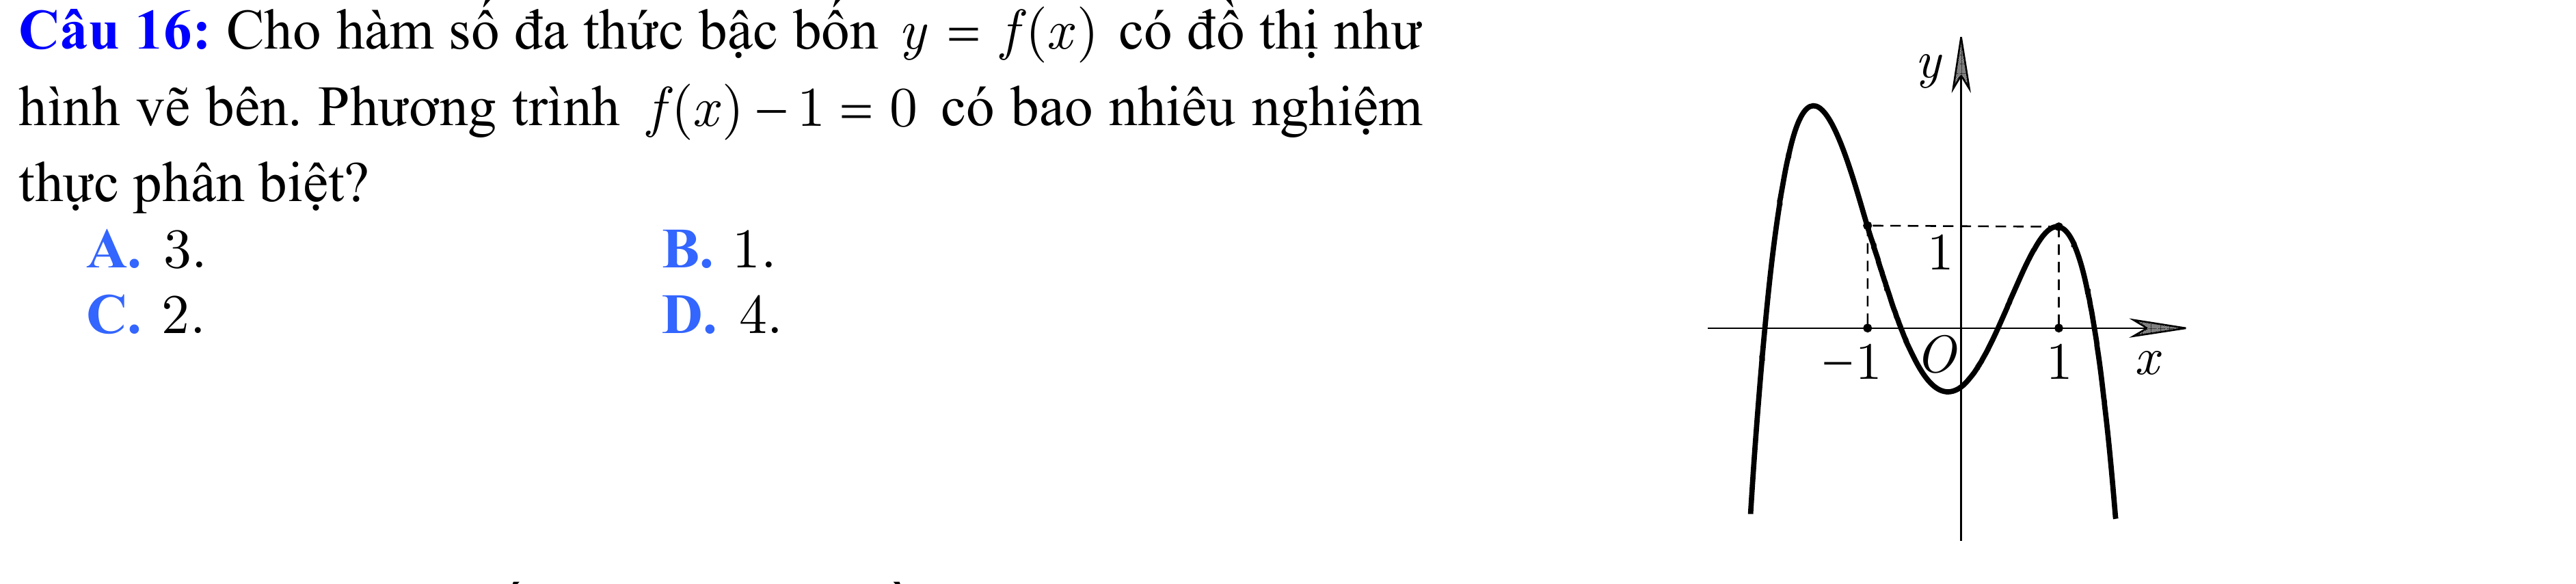 Câu 16: Cho hàm số đa thức bậc bốn y = f(x) có đồ thị như
hình vẽ bên. Phương trình f(x) − 1 = 0 có bao nhiêu nghiệm
thực phân biệt?
A. 3.
B. 1.
C. 2.
D. 4.
y
1
−1
O
1
x